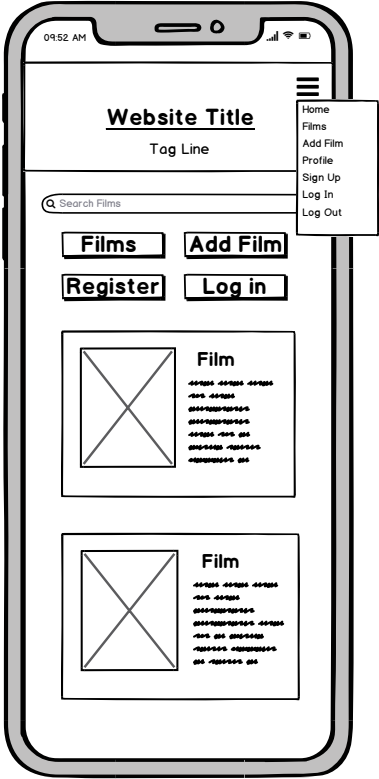 09:52 AM
Website Title
Tag Line
Home
Films
Add Film
Profile
Sign Up
Log In
Log Out
Search Films
Films
Add Film
Register
Log in
Film
Film